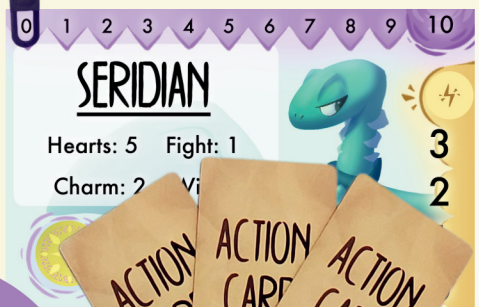 0 1 2 3 4 5 6 7 8 9 10
SERIDIAN
Hearts: 5 Fight: 1
3
Charm: 2
2
ACTION
ACTION
CARD
ACTION